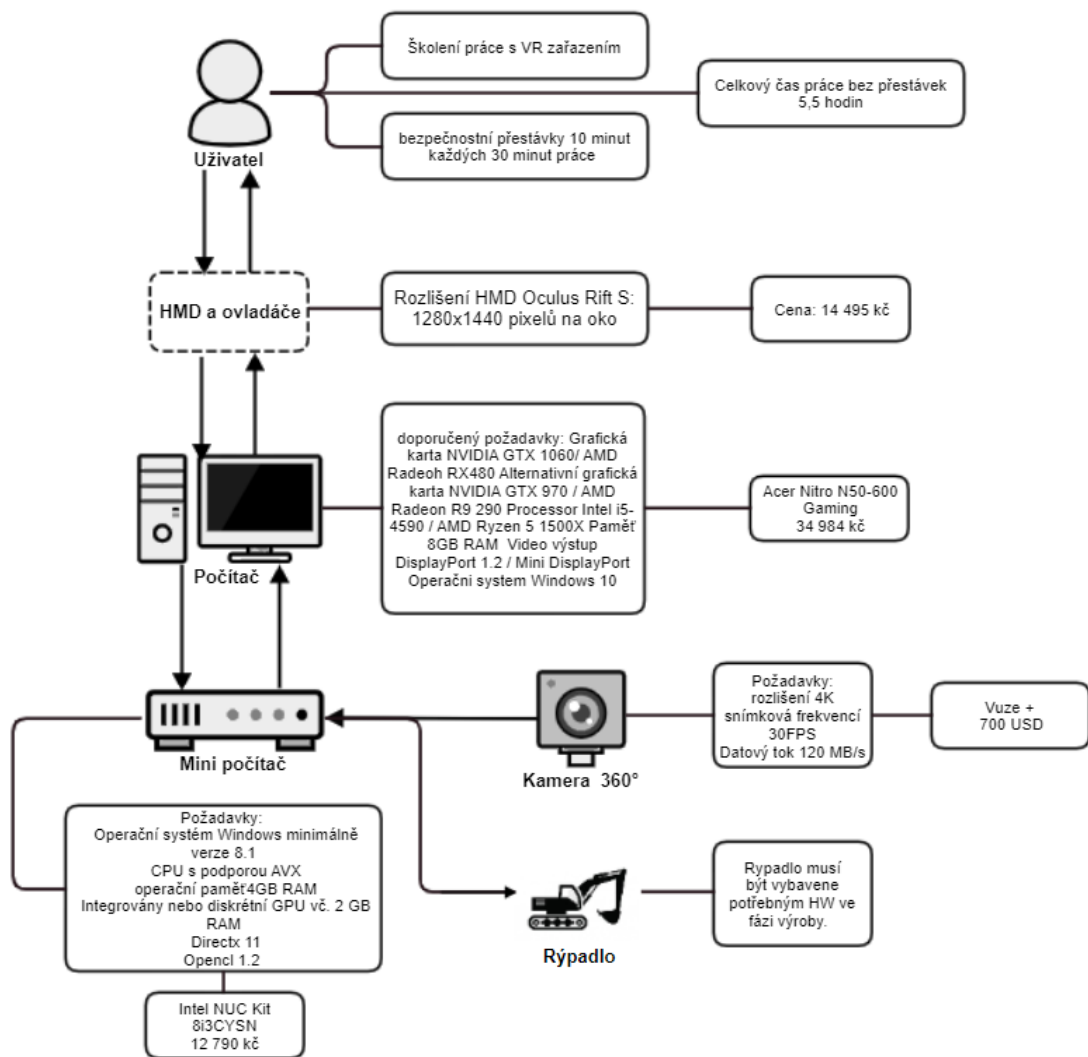 Školení práce s VR zařazením
Celkový čas práce bez přestávek
5,5 hodin
bezpečnostní přestávky 10 minut
každých 30 minut práce
Uživatel
HMD a ovladáče
Rozlišení HMD Oculus Rift S:
1280x1440 pixelů na oko
Cena: 14 495 kč
doporučený požadavky: Grafická
karta NVIDIA GTX 1060/ AMD
Radeoh RX480 Alternativní grafická
karta NVIDIA GTX 970 / AMD
Radeon R9 290 Processor Intel i5-
4590 / AMD Ryzen 5 1500X Paměť
8GB RAM Video výstup
DisplayPort 1.2 / Mini DisplayPort
Operačni system Windows 10
Acer Nitro N50-600
Gaming
34 984 kč
Počítač
Požadavky:
rozlišení 4K
snímková frekvencí
30FPS
Datový tok 120 MB/s
Vuze +
700 USD
Mini počítač
Kamera 360°
Požadavky:
Operační systém Windows minimálně
verze 8.1
CPU s podporou AVX
operační paměť4GB RAM
Integrovány nebo diskrétní GPU vč. 2 GB
RAM
Directx 11
Opencl 1.2
Rypadlo musí
být vybavene
potřebným HW ve
fázi výroby.
Rýpadlo
Intel NUC Kit
8i3CYSN
12 790 kč